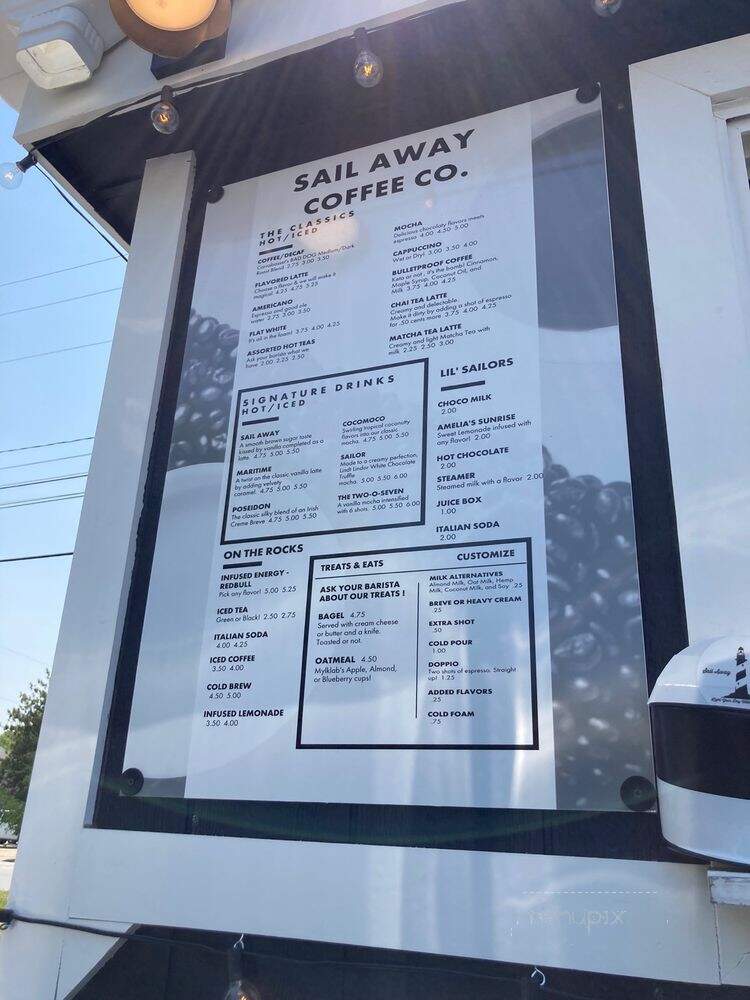 SAIL AWAY
COFFEE CO.
THE CLASSICS
HOT/ICED
COFFEE/DECAF
Carrabasset's BAD DOG Medium/Dark
Roast Blend 2.75 3.00 3.50
FLAVORED LATTE
Choose a flavor & we will make it
magical 4.25 4.75 5.25
AMERICANO
Espresso and good ole
water 2.75 3.00 3.50
FLAT WHITE
It's all in the foam! 3.75 4.00 4.25
ASSORTED HOT TEAS
Ask your barista what we
have 2.00 2.25 2.50
MOCHA
Delicious chocolaty flavors meets
espresso 4.00 4.50 5.00
CAPPUCCINO
Wet or Dry! 3.00 3.50 4.00
BULLETPROOF COFFEE
Keto or not, it's the bomb! Cinnamon,
Maple Syrup, Coconut Oil, and
Milk 3.75 4.00 4.25
CHAI TEA LATTE
Creamy and delectable.
Make it dirty by adding a shot of espresso
for .50 cents more 3.75 4.00 4.25
MATCHA TEA LATTE
Creamy and light Matcha Tea with
milk 2.25 2.50 3.00
SIGNATURE DRINKS
HOT/ICED
SAIL AWAY
A smooth brown sugar taste
kissed by vanilla completed as a
latte. 4.75 5.00 5.50
MARITIME
A twist on the classic vanilla latte
by adding velvety
caramel. 4.75 5.00 5.50
POSEIDON
The classic silky blend of an Irish
Creme Breve 4.75 5.00 5.50
COCOMOCO
Swirling tropical coconutty
flavors into our classic
mocha. 4.75 5.00 5.50
SAILOR
Made to a creamy perfection,
Lindt Lindor White Chocolate
Truffle
mocha. 5.00 5.50 6.00
THE TWO-O-SEVEN
A vanilla mocha intensified
with 6 shots. 5.00 5.50 6.00
LIL' SAILORS
CHOCO MILK
2.00
AMELIA'S SUNRISE
Sweet Lemonade infused with
any flavor! 2.00
HOT CHOCOLATE
2.00
STEAMER
Steamed milk with a flavor 2.00
JUICE BOX
1.00
ITALIAN SODA
2.00
ON THE ROCKS
INFUSED ENERGY -
REDBULL
Pick any flavor! 5.00 5.25
ICED TEA
Green or Black! 2.50 2.75
ITALIAN SODA
4.00 4.25
ICED COFFEE
3.50 4.00
COLD BREW
4.50 5.00
INFUSED LEMONADE
3.50 4.00
TREATS & EATS
ASK YOUR BARISTA
ABOUT OUR TREATS !
BAGEL 4.75
Served with cream cheese
or butter and a knife.
Toasted or not.
OATMEAL 4.50
Mylklab's Apple, Almond,
or Blueberry cups!
CUSTOMIZE
MILK ALTERNATIVES
Almond Milk, Oat Milk, Hemp
Milk, Coconut Milk, and Soy .25
BREVE OR HEAVY CREAM
.25
EXTRA SHOT
.50
COLD POUR
1.00
DOPPIO
Two shots of espresso. Straight
up! 1.25
ADDED FLAVORS
.25
COLD FOAM
.75
Sail Away
menupix